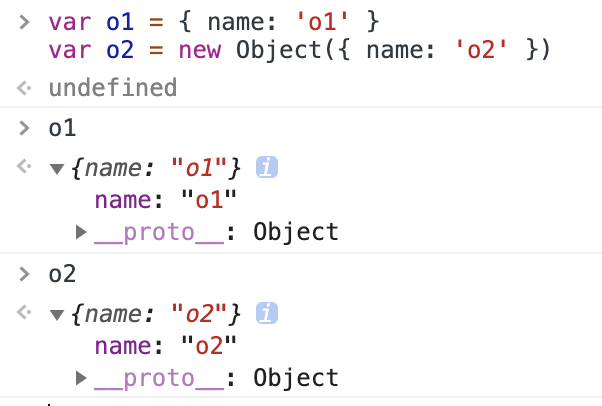 > var o1 = { name: 'o1' }
var o2 = new Object({ name: 'o2' })
undefined
> o1
▼{name: "o1"} i
name: "o1"
▶__proto__: Object
> o2
▼{name: "o2"} i
name: "o2"
▶__proto__: Object